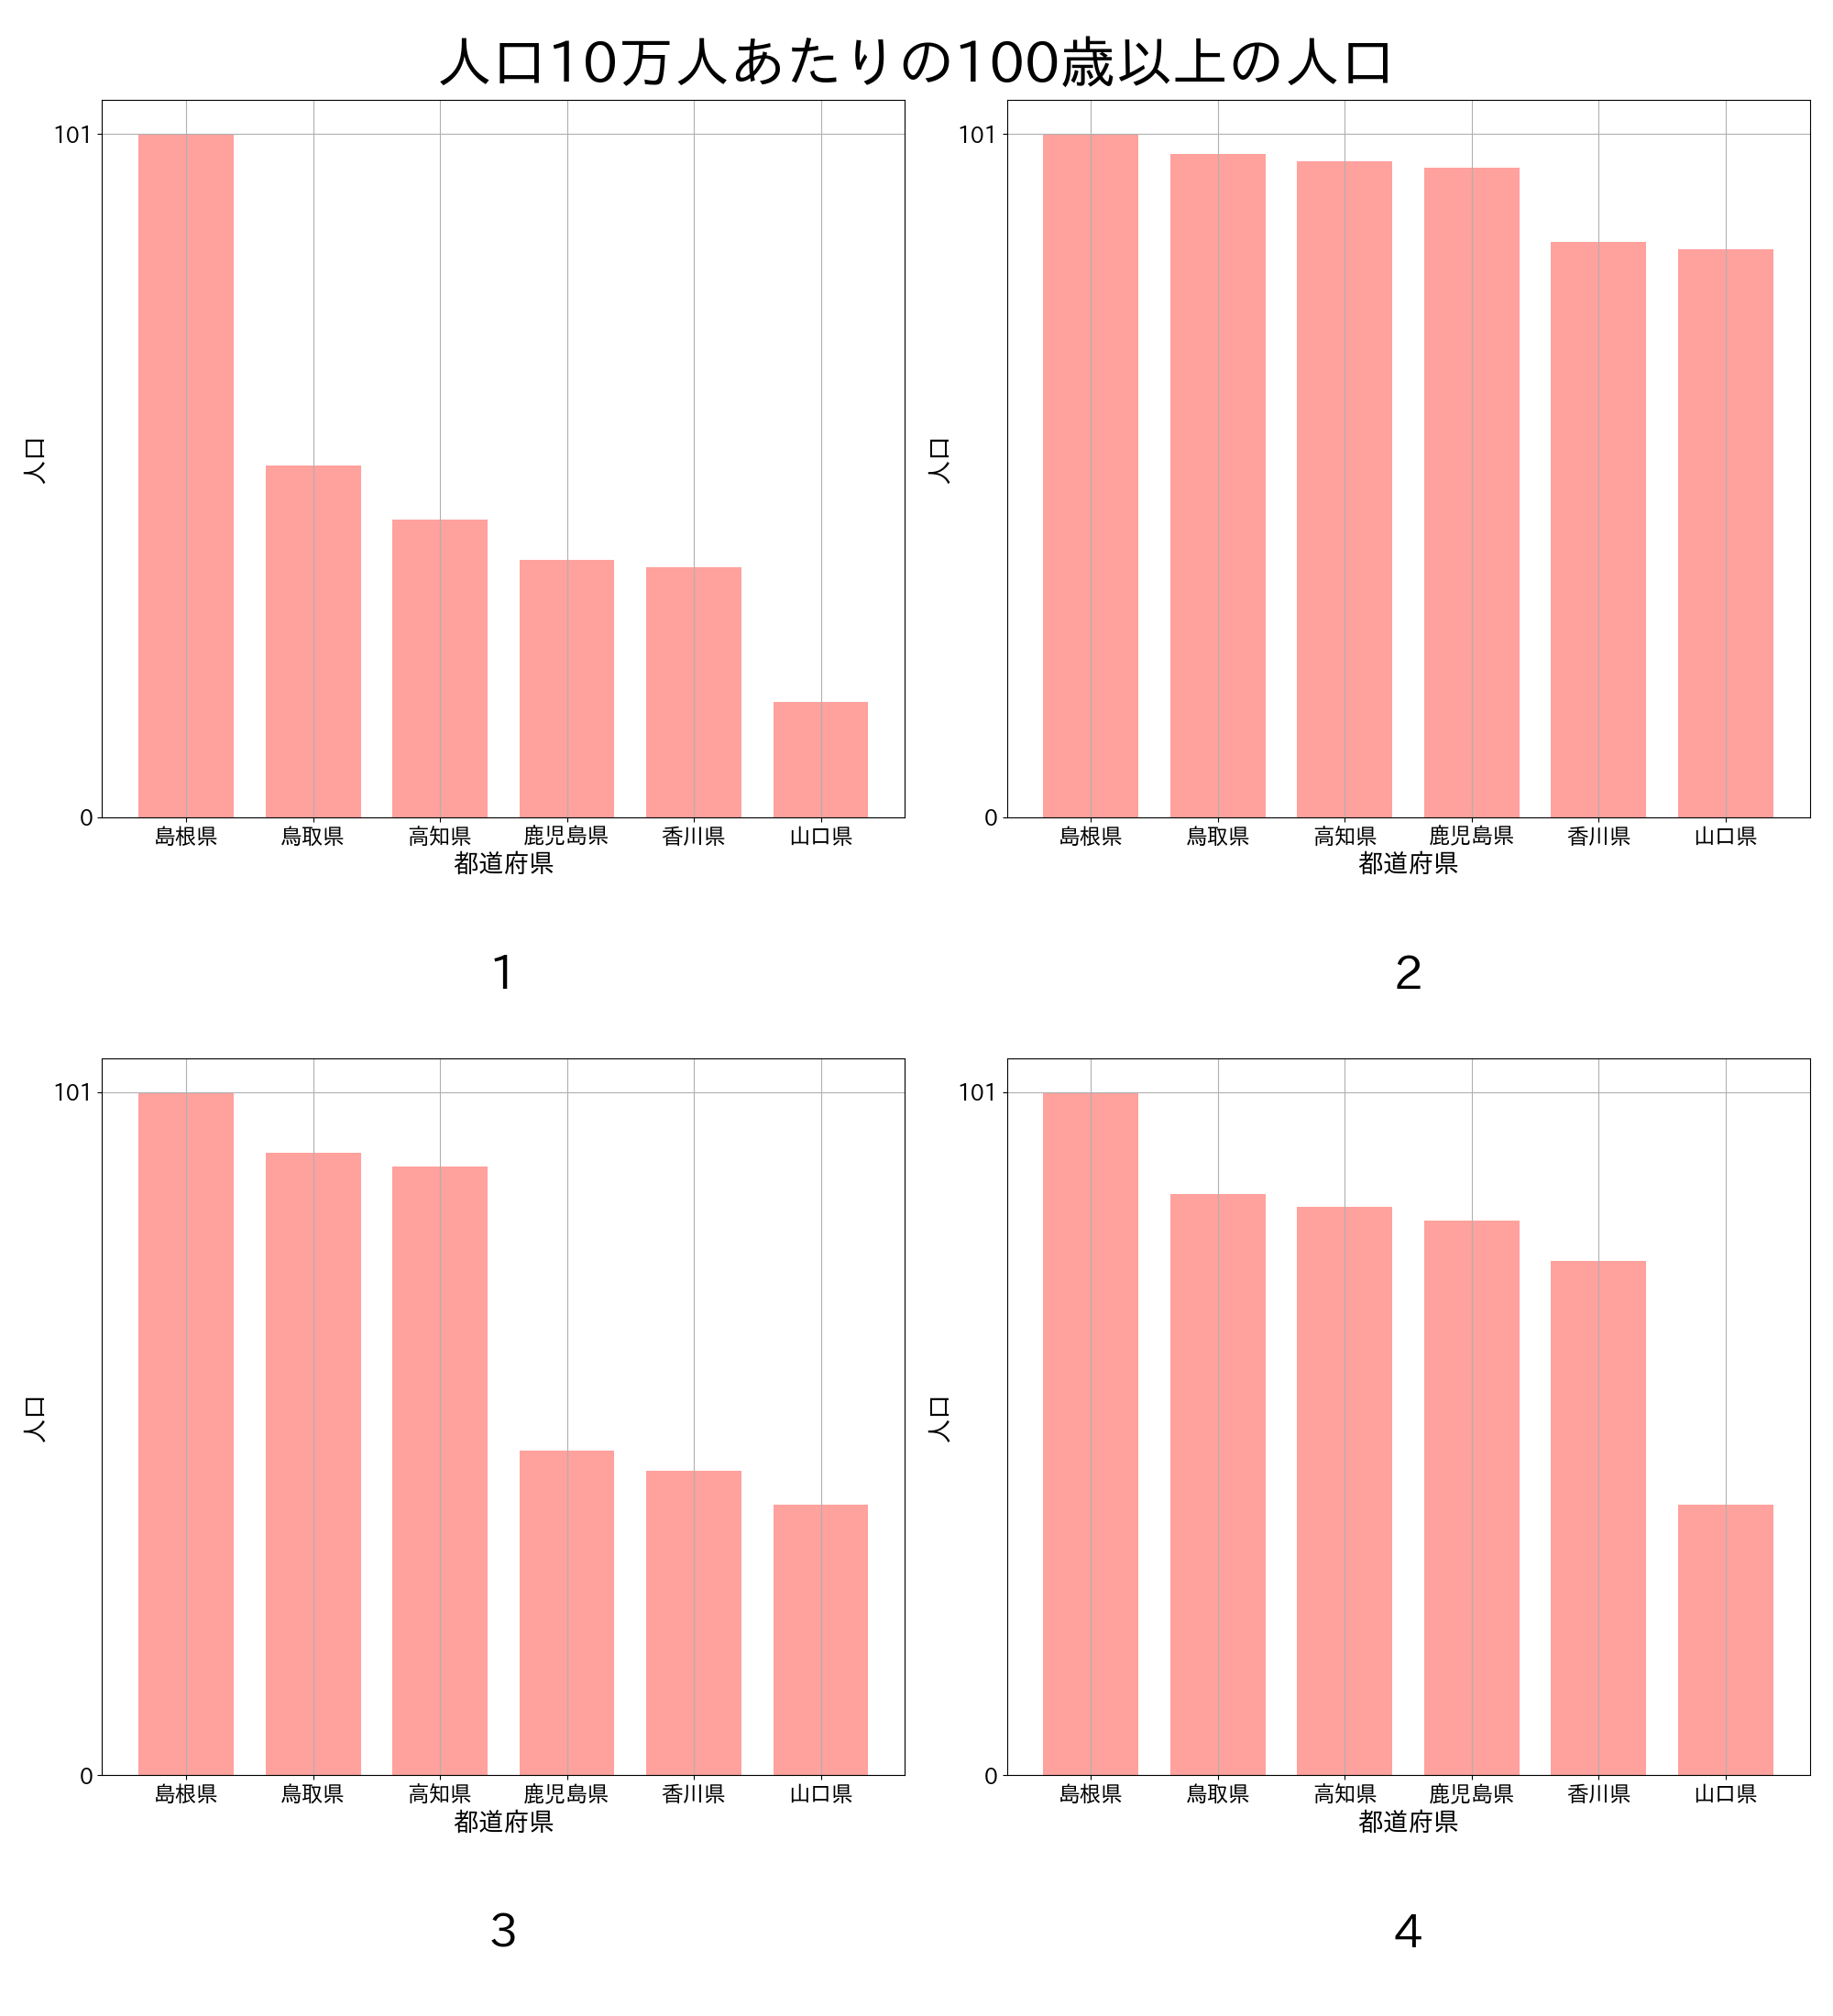 人口10万人あたりの100歳以上の人口
101
0
人口
島根県 鳥取県 高知県 鹿児島県 香川県 山口県
都道府県
1
101
0
人口
島根県 鳥取県 高知県 鹿児島県 香川県 山口県
都道府県
2
101
0
人口
島根県 鳥取県 高知県 鹿児島県 香川県 山口県
都道府県
3
101
0
人口
島根県 鳥取県 高知県 鹿児島県 香川県 山口県
都道府県
4